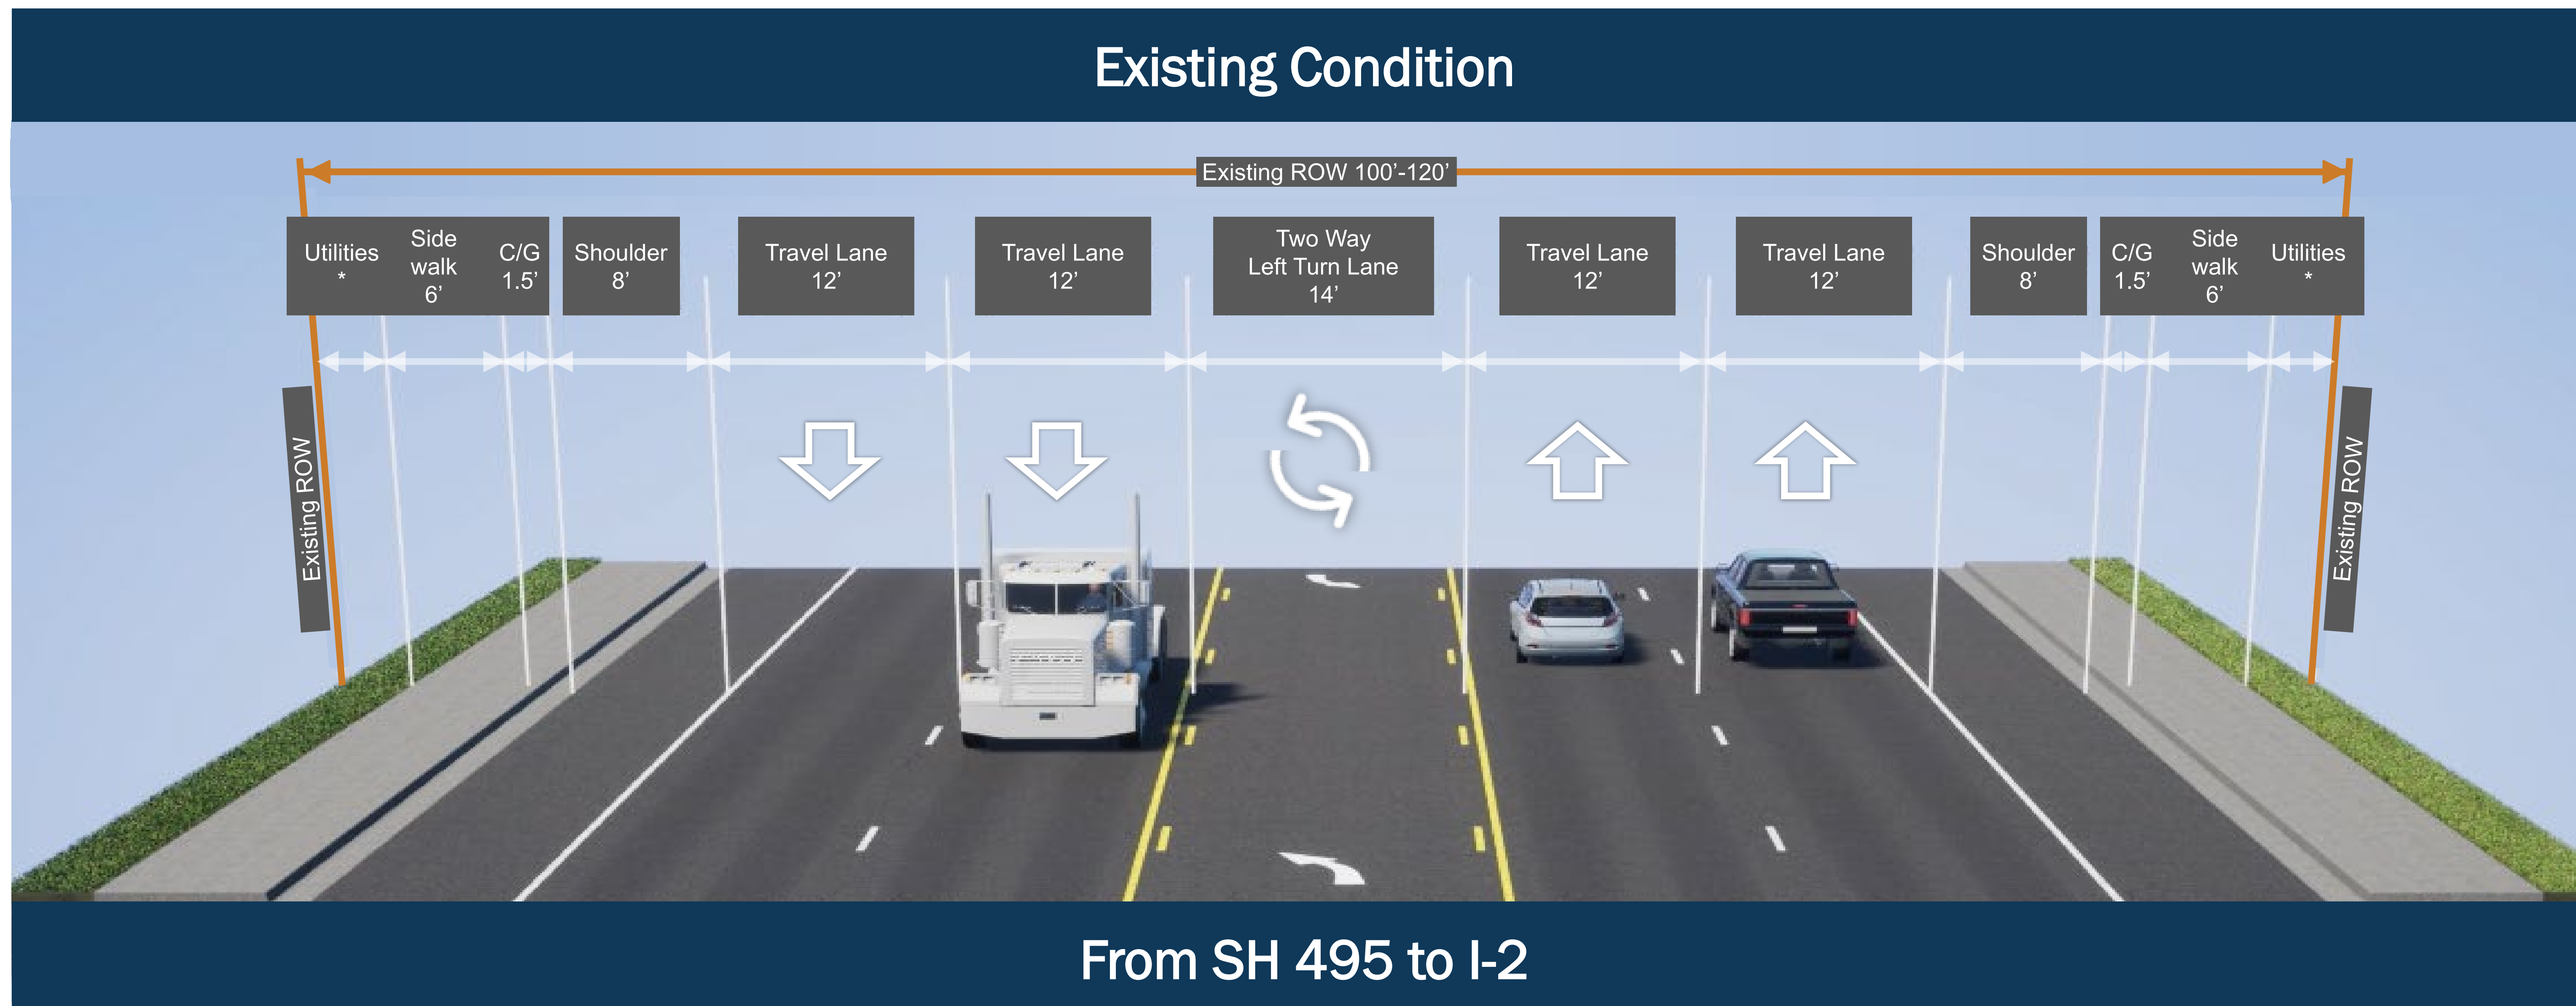 Existing Condition
Existing ROW 100’-120’
Utilities
*
Side
walk
6’
C/G
1.5’
Shoulder
8’
Travel Lane
12’
Travel Lane
12’
Two Way
Left Turn Lane
14’
Travel Lane
12’
Travel Lane
12’
Shoulder
8’
C/G
1.5’
Side
walk
6’
Utilities
*
Existing ROW
Existing ROW
From SH 495 to I-2